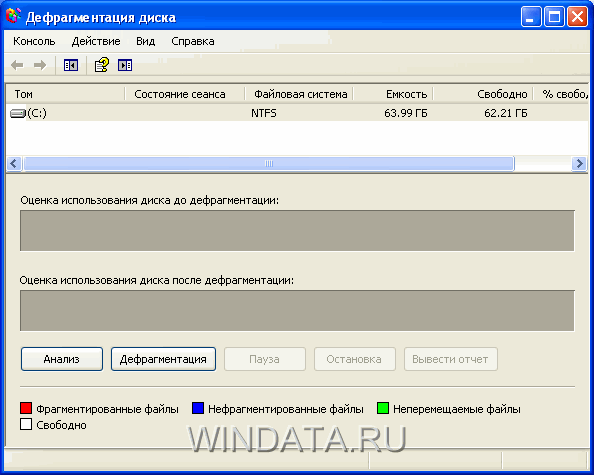 Дефрагментация диска
Консоль Действие Вид Справка
Том Состояние сеанса Файловая система Емкость Свободно % свобод
(C:) NTFS 63.99 ГБ 62.21 ГБ
Оценка использования диска до дефрагментации:
Оценка использования диска после дефрагментации:
Анализ Дефрагментация Пауза Остановка Вывести отчет
Фрагментированные файлы Нефрагментированные файлы Неперемещаемые файлы
Свободно
WINDATA.RU